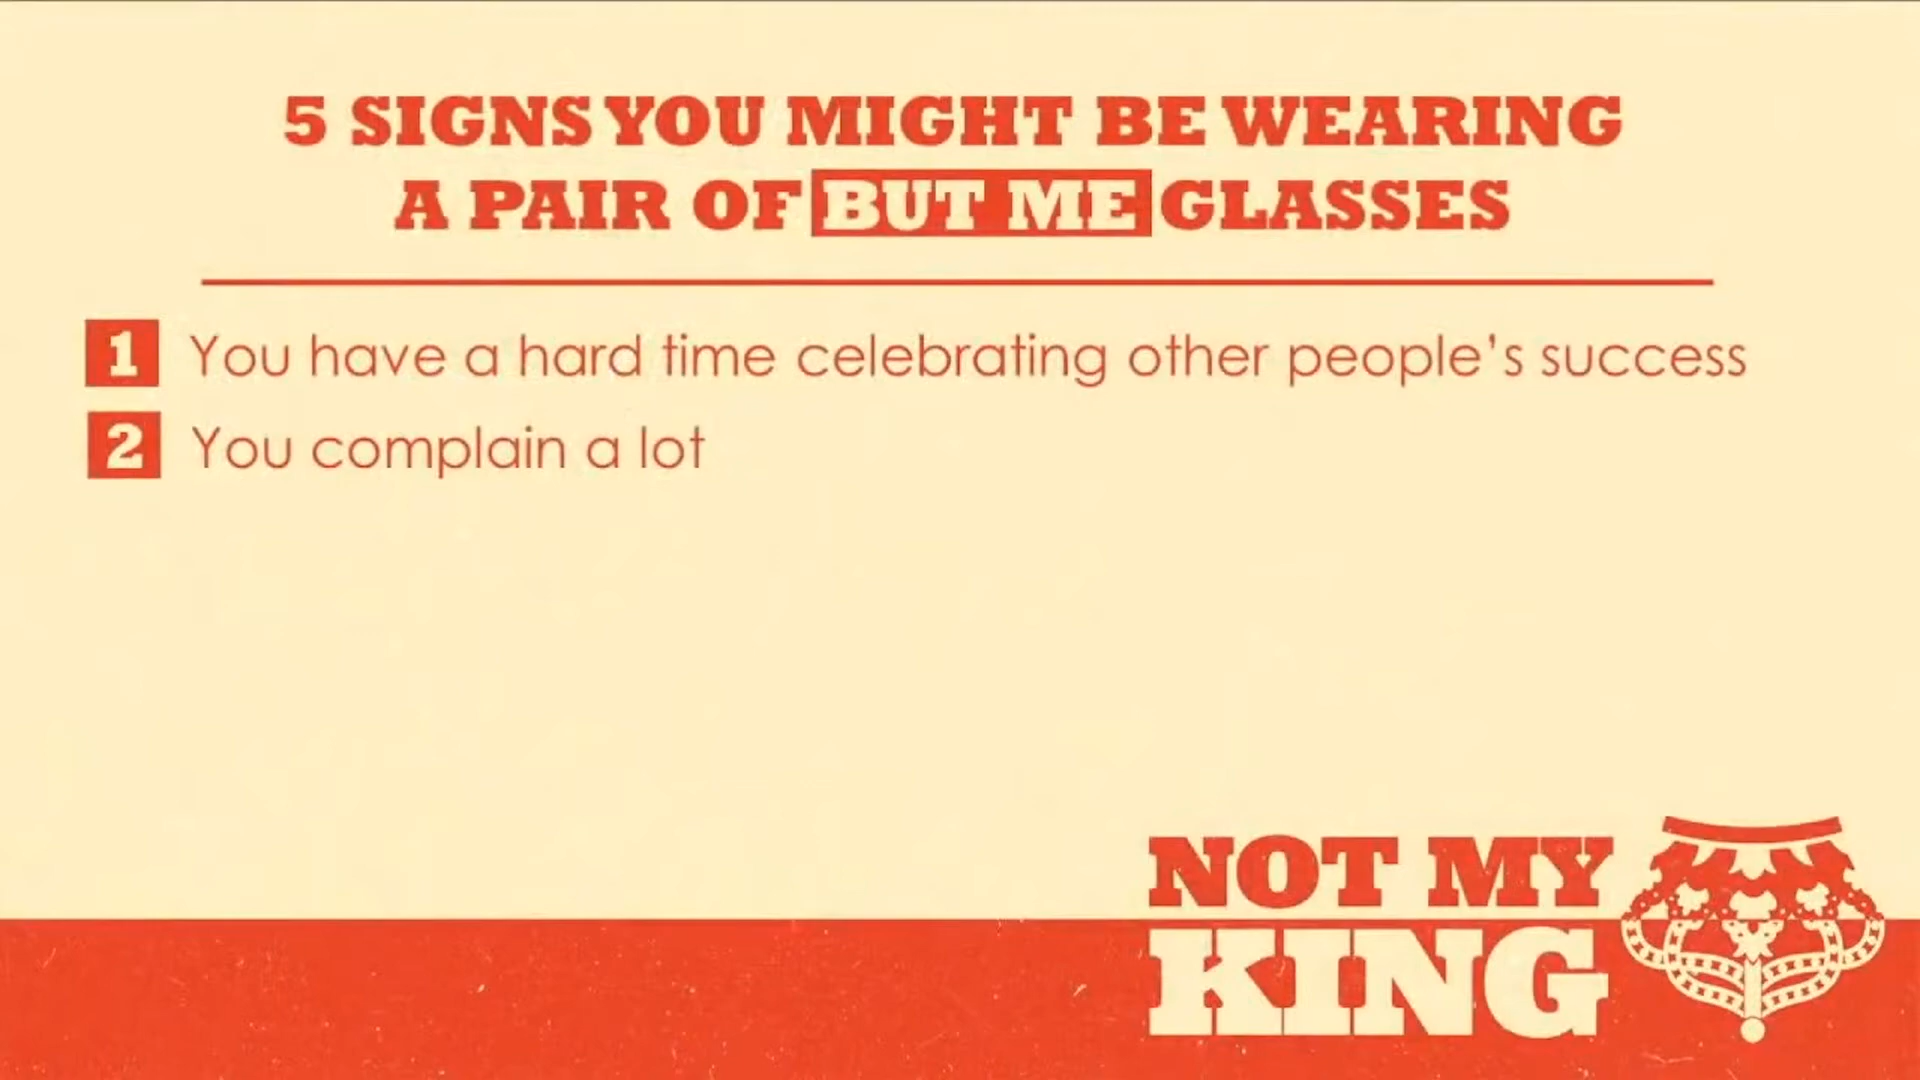 5 SIGNS YOU MIGHT BE WEARING
A PAIR OF BUT ME GLASSES
1 You have a hard time celebrating other people’s success
2 You complain a lot
NOT MY
KING